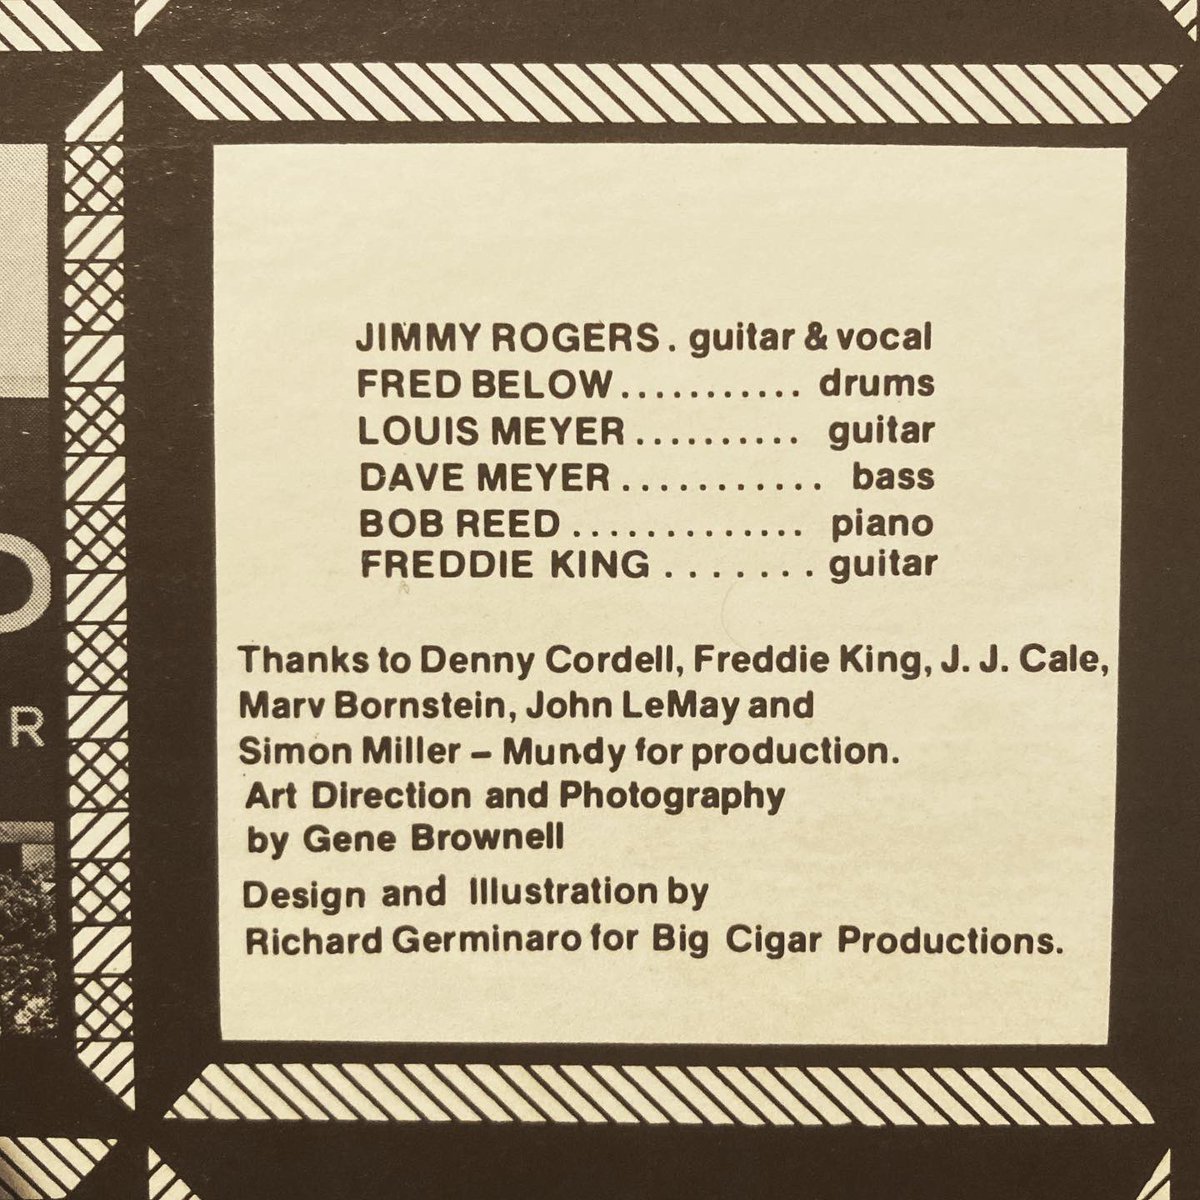 JIMMY ROGERS . guitar & vocal
FRED BELOW ........... drums
LOUIS MEYER .......... guitar
DAVE MEYER ............ bass
BOB REED .............. piano
FREDDIE KING ....... guitar
Thanks to Denny Cordell, Freddie King, J. J. Cale,
Marv Bornstein, John LeMay and
Simon Miller – Mundy for production.
Art Direction and Photography
by Gene Brownell
Design and Illustration by
Richard Germinaro for Big Cigar Productions.
R